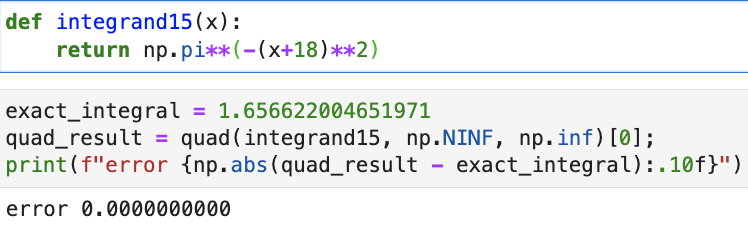 def integrand15(x):
    return np.pi**(-(x+18)**2)
exact_integral = 1.656622004651971
quad_result = quad(integrand15, np.NINF, np.inf)[0];
print(f"error {np.abs(quad_result - exact_integral):.10f}")
error 0.0000000000